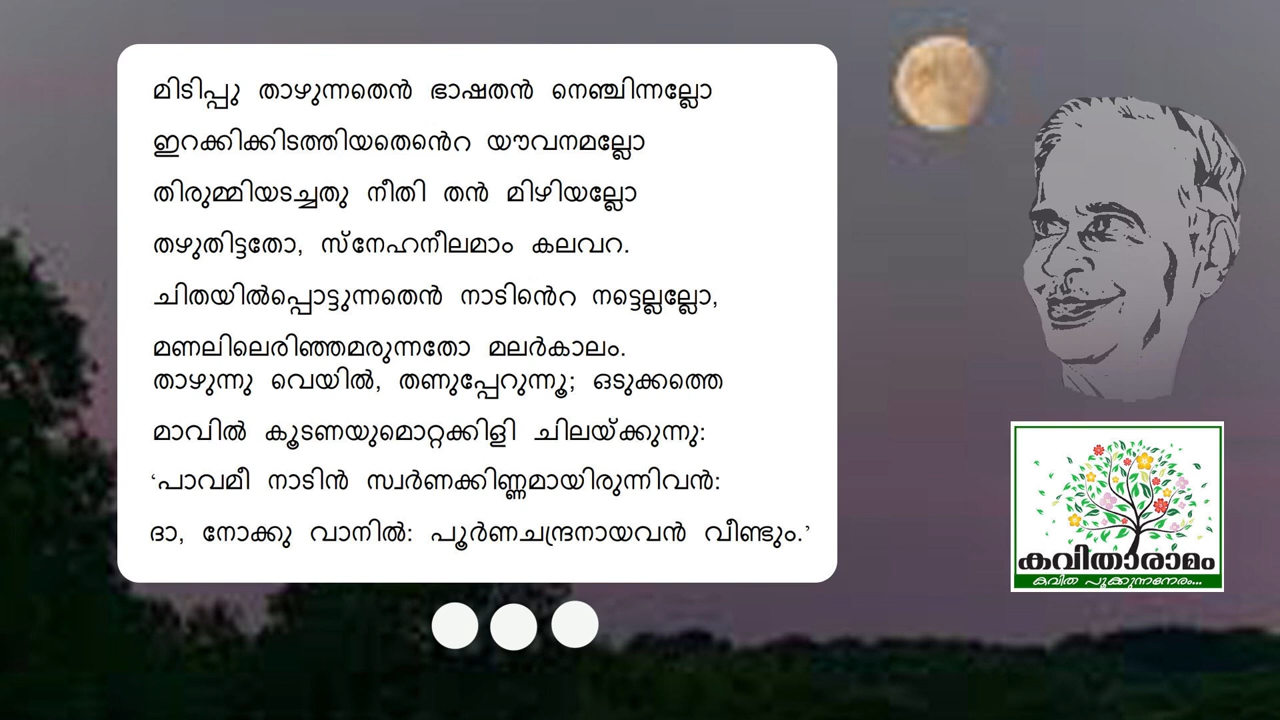 മിടിപ്പു താഴുന്നതെൻ ഭാഷതൻ നെഞ്ചിന്നല്ലോ
ഇറക്കിക്കിടത്തിയതെൻെറ യൗവനമല്ലോ
തിരുമ്മിയടച്ചതു നീതി തൻ മിഴിയല്ലോ
തഴുതിട്ടതോ, സ്നേഹനീലമാം കലവറ.
ചിതയിൽപ്പൊട്ടുന്നതെൻ നാടിൻെറ നട്ടെല്ലല്ലോ,
മണലിലെരിഞ്ഞമരുന്നതോ മലർകാലം.
താഴുന്നു വെയിൽ, തണുപ്പേറുന്നൂ; ഒടുക്കത്തെ
മാവിൽ കൂടണയുമൊറ്റക്കിളി ചിലയ്ക്കുന്നു:
‘പാവമീ നാടിൻ സ്വർണക്കിണ്ണമായിരുന്നിവൻ:
ദാ, നോക്കു വാനിൽ: പൂർണചന്ദ്രനായവൻ വീണ്ടും.’
കവിതാരാമം
കവിത പൂക്കുന്നനേരം...